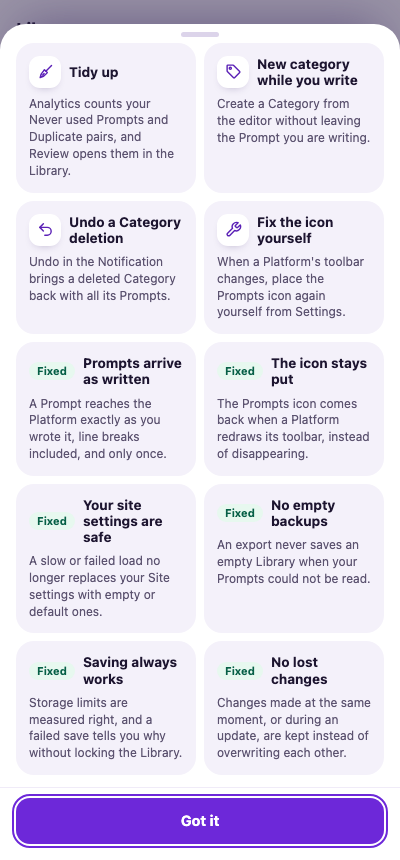 Tidy up
Analytics counts your
Never used Prompts and
Duplicate pairs, and
Review opens them in the
Library.
New category
while you write
Create a Category from
the editor without leaving
the Prompt you are writing.
Undo a Category
deletion
Undo in the Notification
brings a deleted Category
back with all its Prompts.
Fix the icon
yourself
When a Platform's toolbar
changes, place the
Prompts icon again
yourself from Settings.
Fixed
Prompts arrive
as written
A Prompt reaches the
Platform exactly as you
wrote it, line breaks
included, and only once.
Fixed
The icon stays
put
The Prompts icon comes
back when a Platform
redraws its toolbar, instead
of disappearing.
Fixed
Your site
settings are
safe
A slow or failed load no
longer replaces your Site
settings with empty or
default ones.
Fixed
No empty
backups
An export never saves an
empty Library when your
Prompts could not be read.
Fixed
Saving always
works
Storage limits are
measured right, and a
failed save tells you why
without locking the Library.
Fixed
No lost
changes
Changes made at the same
moment, or during an
update, are kept instead of
overwriting each other.
Got it